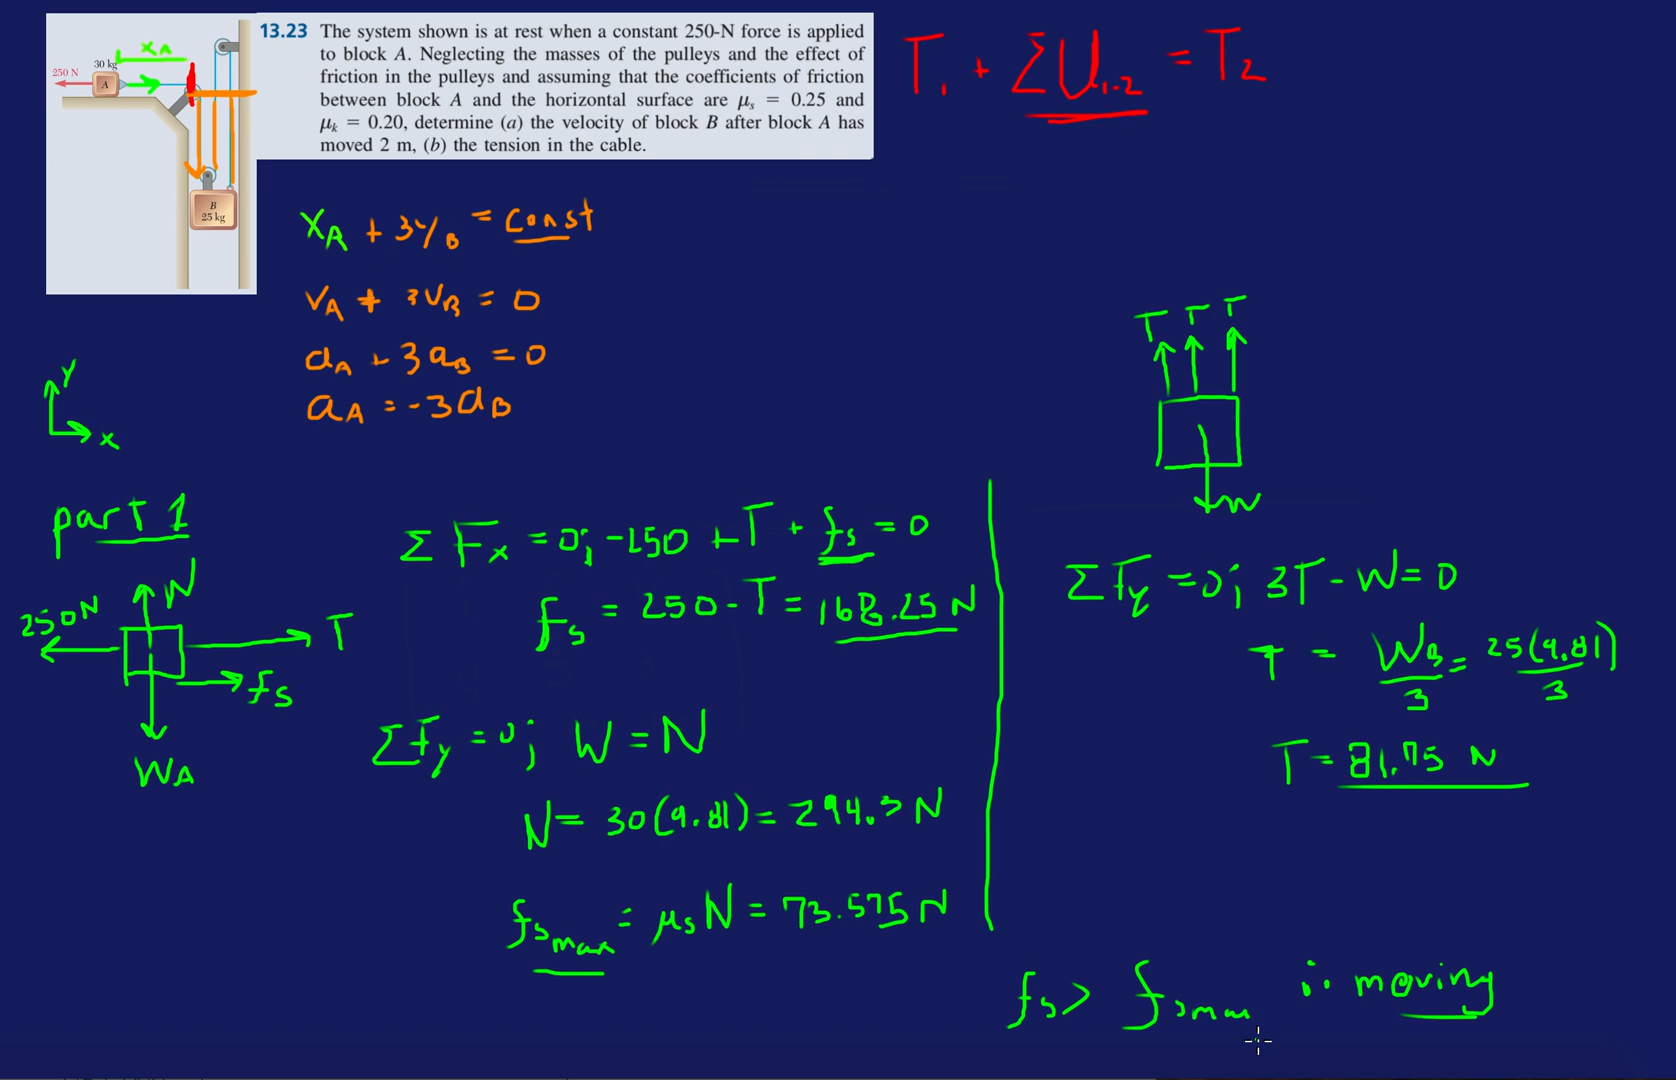 13.23 The system shown is at rest when a constant 250-N force is applied
to block A. Neglecting the masses of the pulleys and the effect of
friction in the pulleys and assuming that the coefficients of friction
between block A and the horizontal surface are μs = 0.25 and
μk = 0.20, determine (a) the velocity of block B after block A has
moved 2 m, (b) the tension in the cable.
XA
30 kg
250 N
A
B
25 kg
T1 + ΣU1-2 = T2
XA + 3YB = Const
VA + 3VB = 0
aA + 3aB = 0
aA = -3aB
Y
X
part 1
N
250N
T
fs
WA
ΣFx = 0; -250 + T + fs = 0
fs = 250 - T = 168.25 N
ΣFy = 0; W = N
N = 30(9.81) = 294.3 N
fsmax = μsN = 73.575 N
T T T
W
ΣFy = 0; 3T - W = 0
T = WB/3 = 25(9.81)/3
T = 81.75 N
fs > fsmax ∴ moving